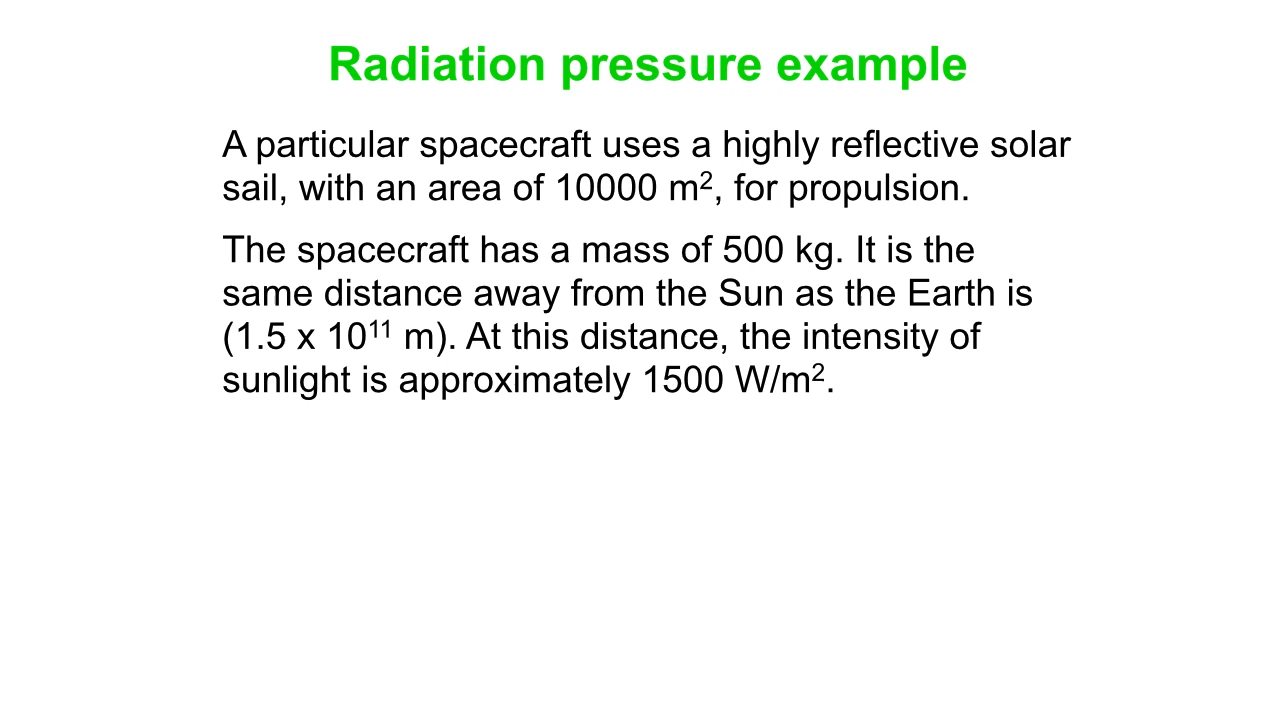 Radiation pressure example
A particular spacecraft uses a highly reflective solar
sail, with an area of 10000 m², for propulsion.
The spacecraft has a mass of 500 kg. It is the
same distance away from the Sun as the Earth is
(1.5 x 10¹¹ m). At this distance, the intensity of
sunlight is approximately 1500 W/m².